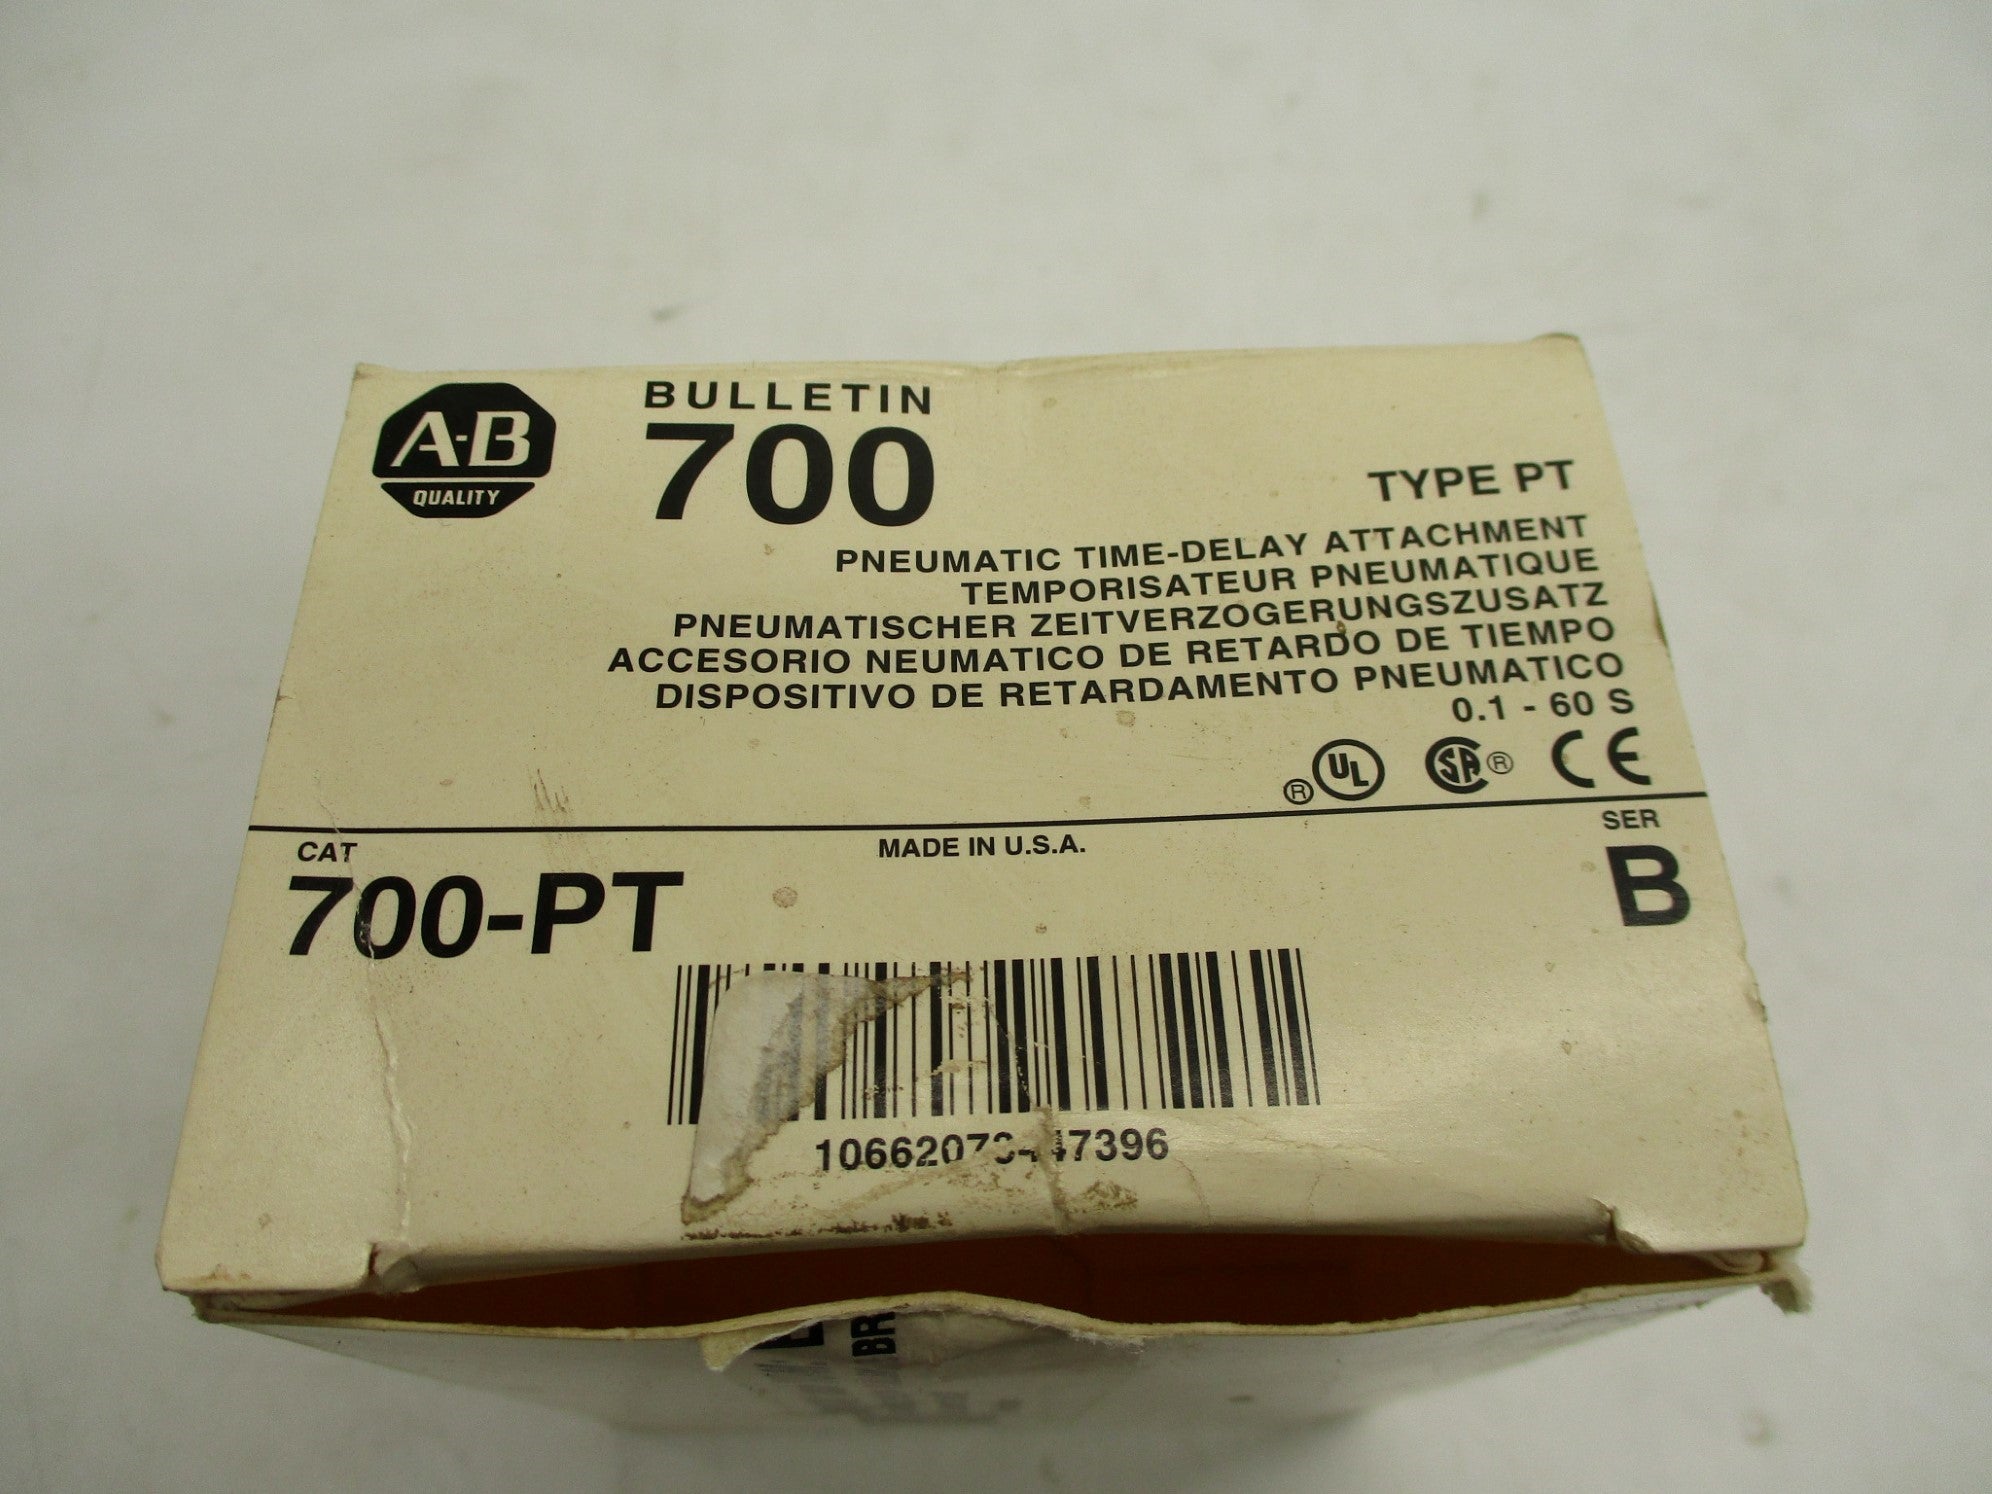 A-B
QUALITY
BULLETIN
700
TYPE PT
PNEUMATIC TIME-DELAY ATTACHMENT
TEMPORISATEUR PNEUMATIQUE
PNEUMATISCHER ZEITVERZOGERUNGSZUSATZ
ACCESORIO NEUMATICO DE RETARDO DE TIEMPO
DISPOSITIVO DE RETARDAMENTO PNEUMATICO
0.1 - 60 S
® UL SA ® CE
CAT
MADE IN U.S.A.
SER
700-PT
B